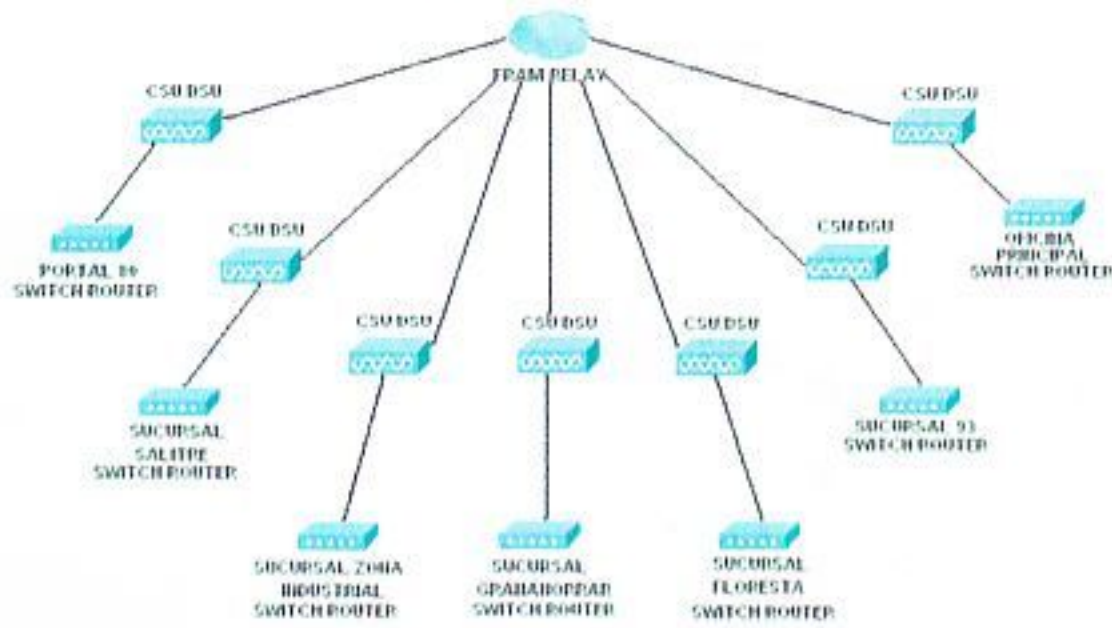 FRAM RELAY
CSU DSU
CSU DSU
PORTAL 80
SWITCH ROUTER
OFICINA
PRINCIPAL
SWITCH ROUTER
CSU DSU
CSU DSU
SUCURSAL
SALITRE
SWITCH ROUTER
SUCURSAL 93
SWITCH ROUTER
CSU DSU
CSU DSU
CSU DSU
SUCURSAL ZONA
INDUSTRIAL
SWITCH ROUTER
SUCURSAL
SWITCH ROUTER
SUCURSAL
FLORESTA
SWITCH ROUTER